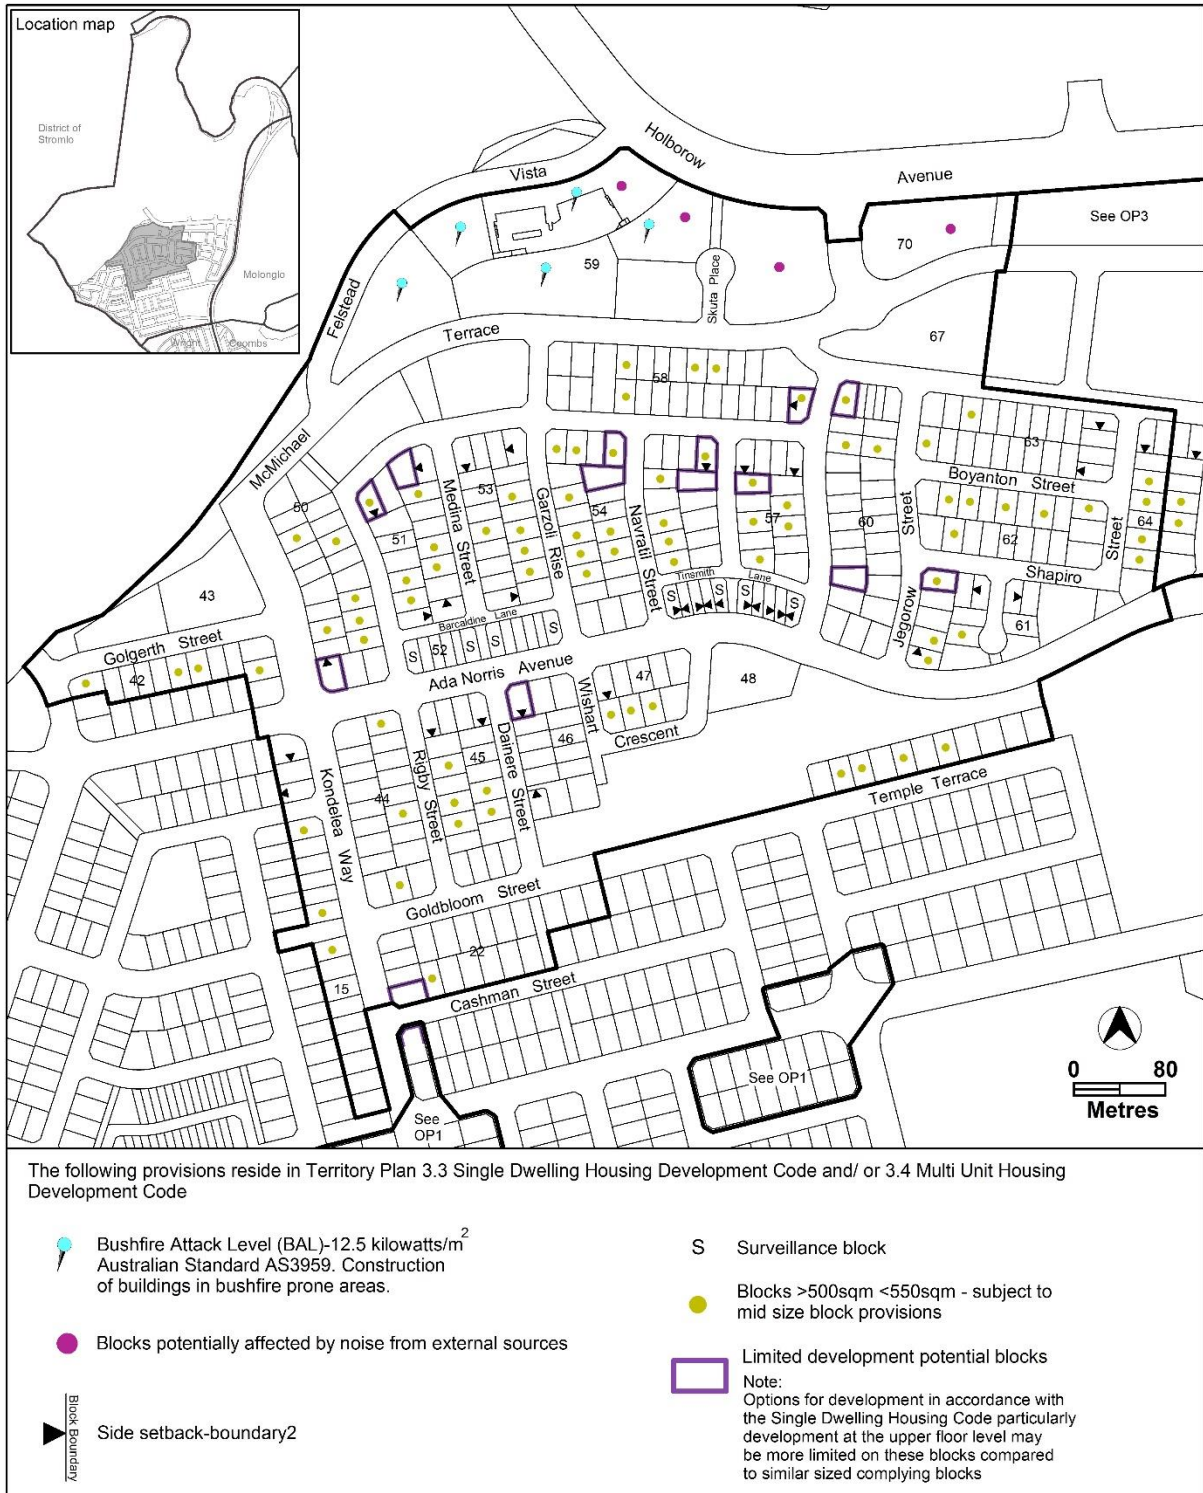 Location map
District of
Stromlo
Molonglo
Wright
Coombs
Holborow
Vista
Avenue
See OP3
70
59
Skuta Place
Felstead
Terrace
67
58
McMichael
63
Boyanton Street
50
53
Medina Street
Garzoli Rise
54
Navratil Street
57
60
Street
51
62
64
Street
Tinsmith Lane
Shapiro
43
S
S
S
S
Barcaldine Lane
Jegorow
61
Golgerth Street
S
52
S
S
S
42
Ada Norris Avenue
47
48
Wishart
46
Crescent
Kondelea Way
44
Rigby Street
45
Dainere Street
Temple Terrace
Goldbloom Street
22
15
Cashman Street
See OP1
See
OP1
0 80
Metres
The following provisions reside in Territory Plan 3.3 Single Dwelling Housing Development Code and/ or 3.4 Multi Unit Housing
Development Code
Bushfire Attack Level (BAL)-12.5 kilowatts/m2
Australian Standard AS3959. Construction
of buildings in bushfire prone areas.
Blocks potentially affected by noise from external sources
Block Boundary
Side setback-boundary2
S Surveillance block
Blocks >500sqm <550sqm - subject to
mid size block provisions
Limited development potential blocks
Note:
Options for development in accordance with
the Single Dwelling Housing Code particularly
development at the upper floor level may
be more limited on these blocks compared
to similar sized complying blocks